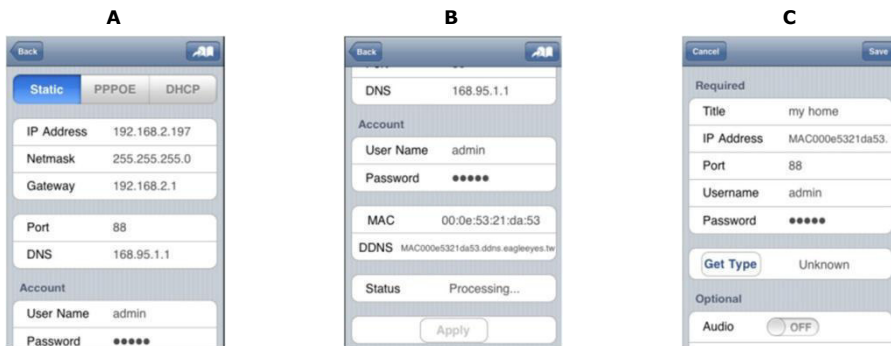 A
Back
Static PPPOE DHCP
IP Address 192.168.2.197
Netmask 255.255.255.0
Gateway 192.168.2.1
Port 88
DNS 168.95.1.1
Account
User Name admin
Password •••••
B
Back
DNS 168.95.1.1
Account
User Name admin
Password •••••
MAC 00:0e:53:21:da:53
DDNS MAC000e5321da53.ddns.eagleeyes.tw
Status Processing...
Apply
C
Cancel Save
Required
Title my home
IP Address MAC000e5321da53.
Port 88
Username admin
Password •••••
Get Type Unknown
Optional
Audio OFF